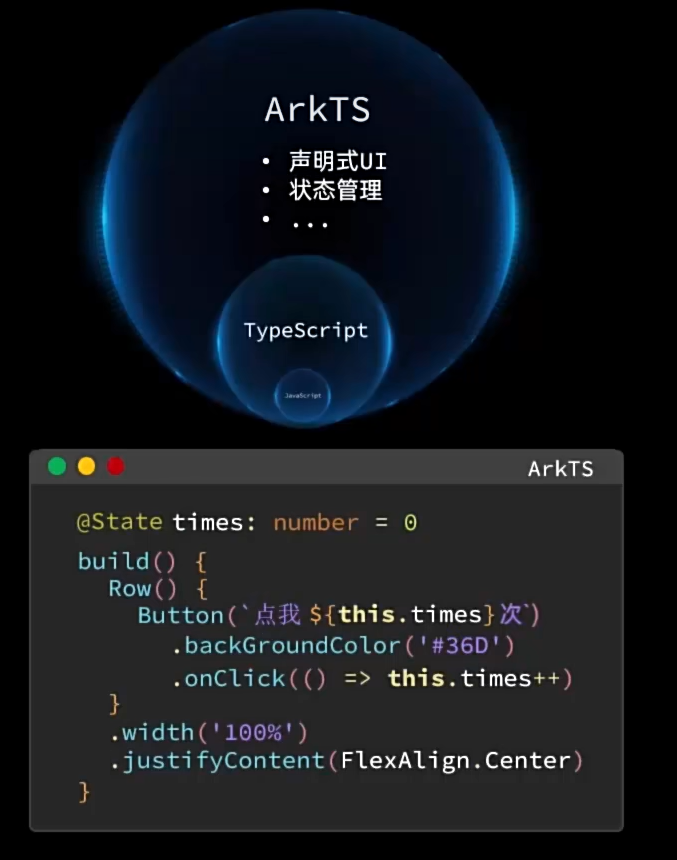 ArkTS
• 声明式UI
• 状态管理
• ...
TypeScript
JavaScript
ArkTS
@State times: number = 0
build() {
Row() {
Button(`点我 ${this.times}次`)
.backGroundColor('#36D')
.onClick(() => this.times++)
}
.width('100%')
.justifyContent(FlexAlign.Center)
}